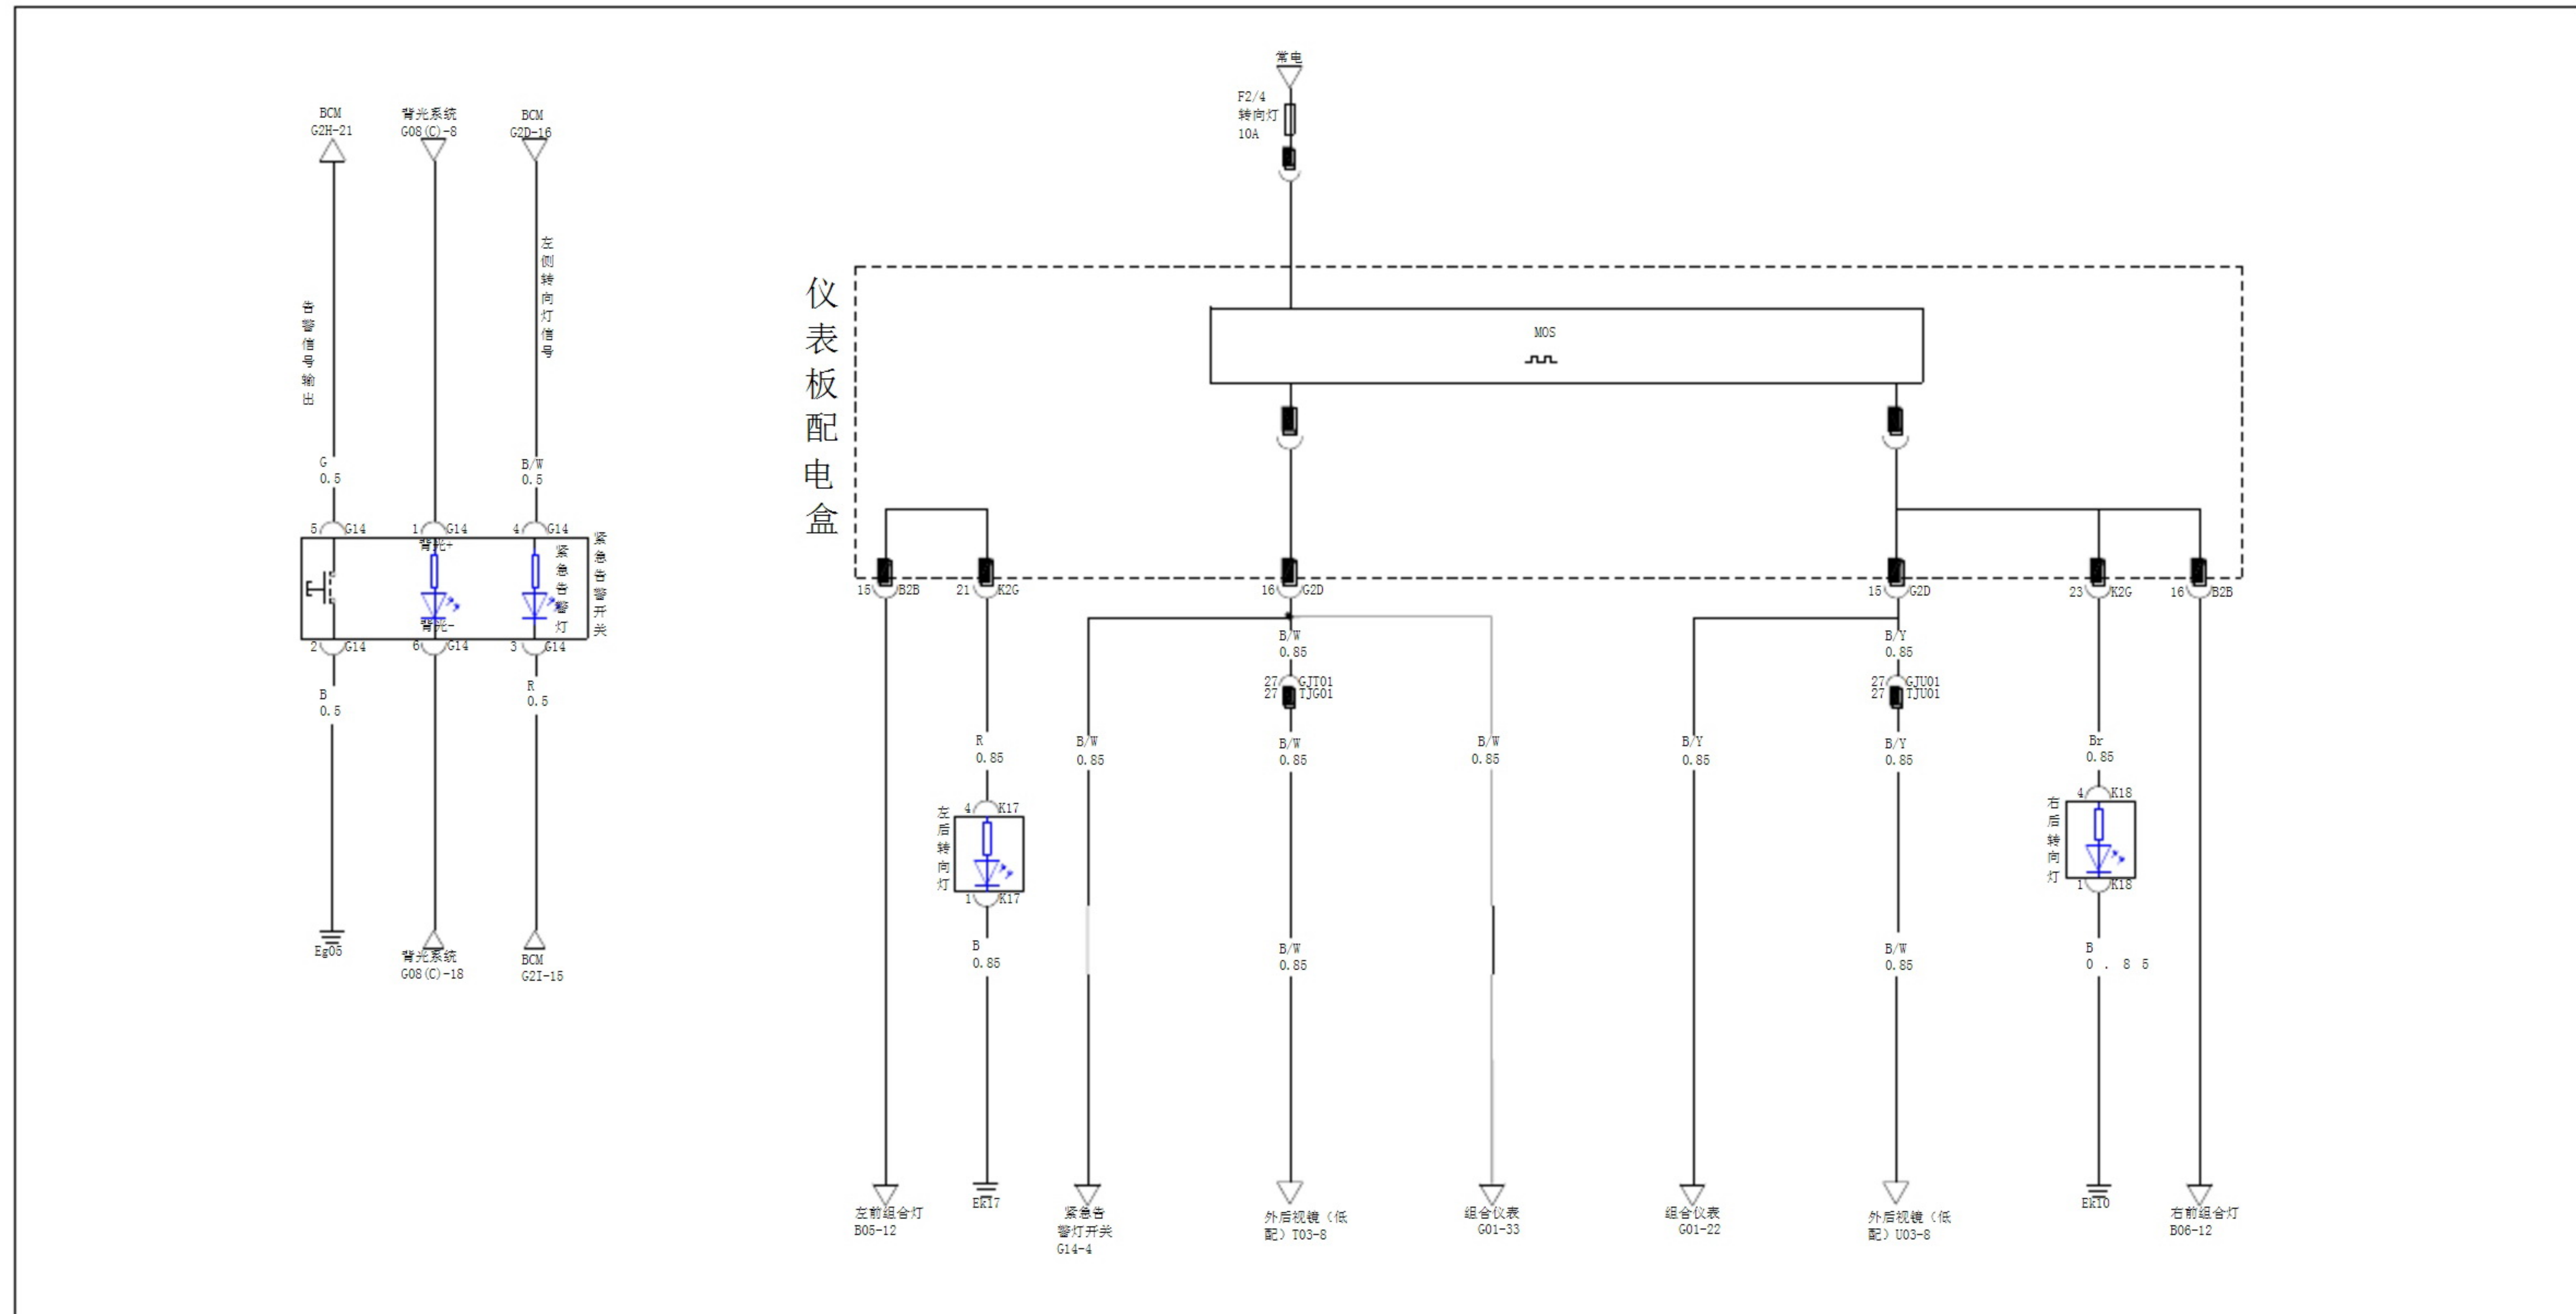 常电
F2/4
转向灯
10A
BCM
G2H-21
背光系统
G08(C)-8
BCM
G2D-16
告警信号输出
左侧转向灯信号
G
0.5
B/W
0.5
5 G14
1 G14
4 G14
背光+
背光-
紧急告警灯
紧急告警开关
2 G14
6 G14
3 G14
B
0.5
R
0.5
Eg05
背光系统
G08(C)-18
BCM
G2I-15
仪表板配电盒
MOS
15 B2B
21 K2G
16 G2D
15 G2D
23 K2G
16 B2B
B/W
0.85
B/Y
0.85
27 GJT01
27 TJG01
27 GJU01
27 TJU01
R
0.85
B/W
0.85
B/W
0.85
B/W
0.85
B/Y
0.85
B/Y
0.85
Br
0.85
4 K17
左后转向灯
1 K17
4 K18
右后转向灯
1 K18
B
0.85
B/W
0.85
B/W
0.85
B
0.85
左前组合灯
B05-12
Ek17
紧急告
警灯开关
G14-4
外后视镜（低
配）T03-8
组合仪表
G01-33
组合仪表
G01-22
外后视镜（低
配）U03-8
Ek10
右前组合灯
B06-12